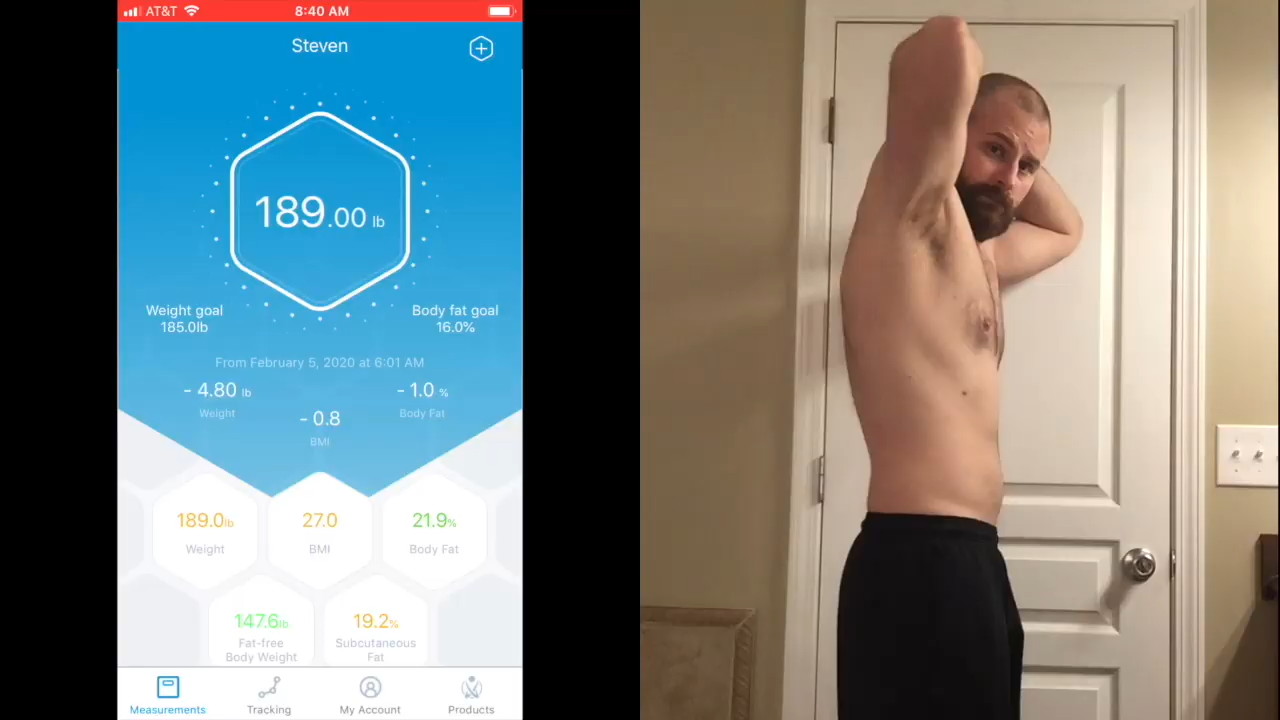 AT&T 8:40 AM
Steven
189.00 lb
Weight goal
185.0lb
Body fat goal
16.0%
From February 5, 2020 at 6:01 AM
- 4.80 lb
Weight
- 0.8
BMI
- 1.0 %
Body Fat
189.0lb
Weight
27.0
BMI
21.9%
Body Fat
147.6lb
Fat-free
Body Weight
19.2%
Subcutaneous
Fat
Measurements
Tracking
My Account
Products